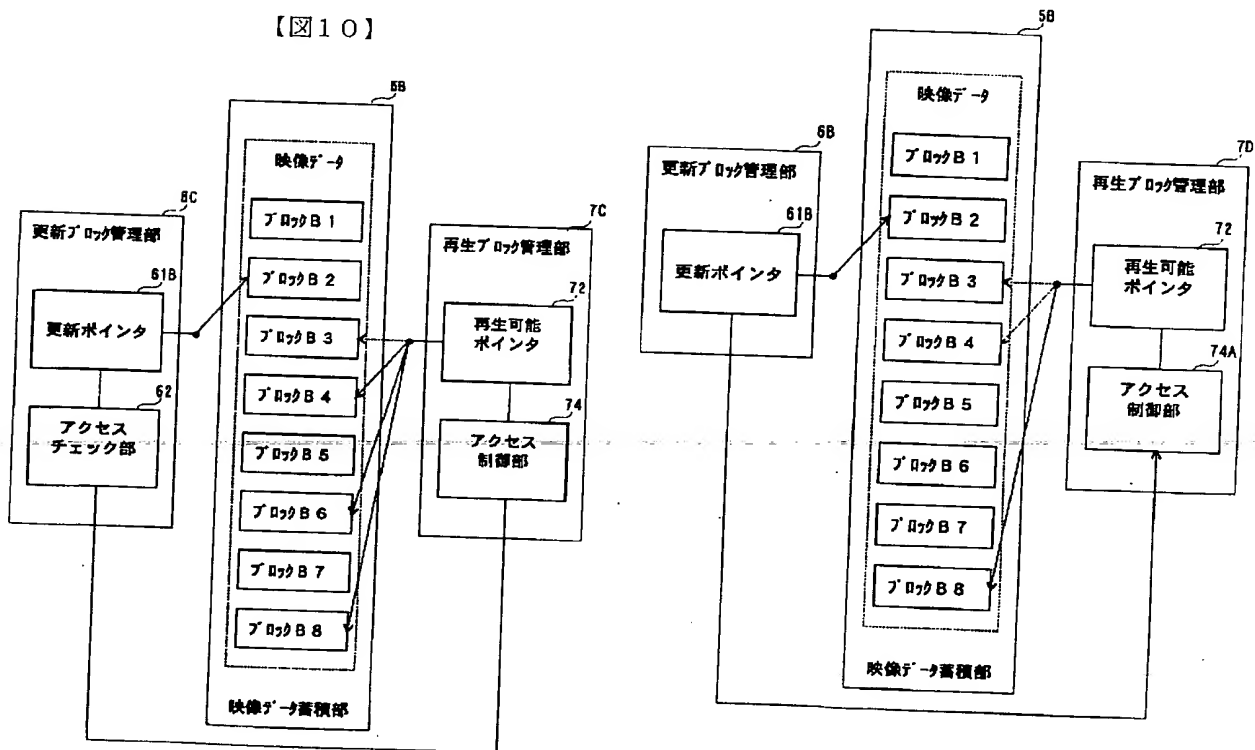 【図10】
5B
映像データ
ブロックB1
ブロックB2
ブロックB3
ブロックB4
ブロックB5
ブロックB6
ブロックB7
ブロックB8
映像データ蓄積部
6C
更新ブロック管理部
61B
更新ポインタ
62
アクセス
チェック部
7C
再生ブロック管理部
72
再生可能
ポインタ
74
アクセス
制御部
5B
映像データ
ブロックB1
ブロックB2
ブロックB3
ブロックB4
ブロックB5
ブロックB6
ブロックB7
ブロックB8
映像データ蓄積部
6B
更新ブロック管理部
61B
更新ポインタ
7D
再生ブロック管理部
72
再生可能
ポインタ
74A
アクセス
制御部